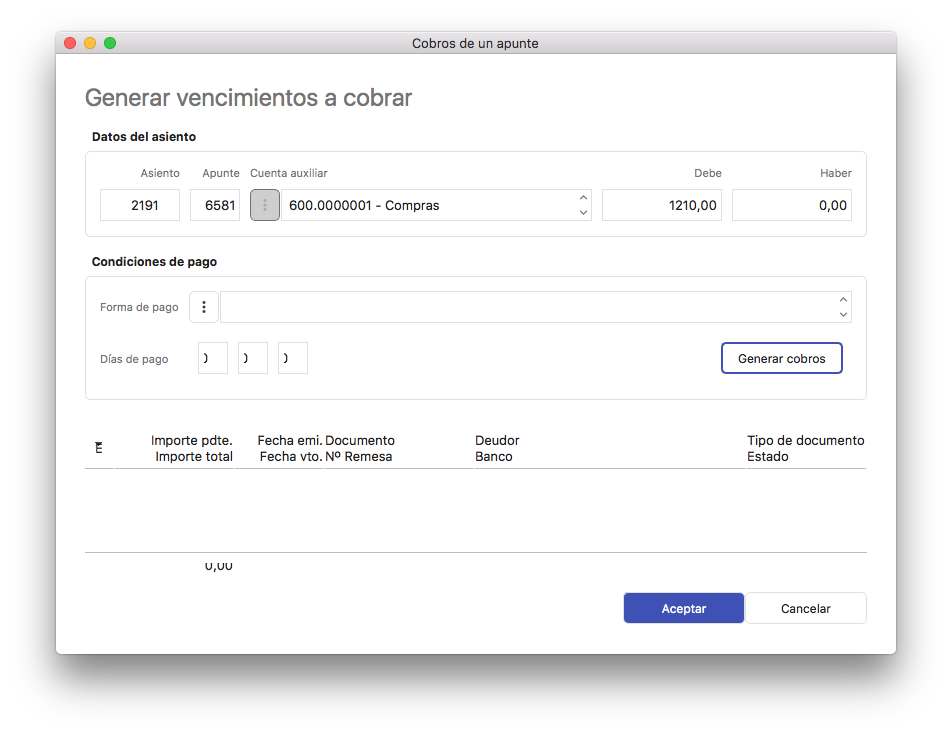 Cobros de un apunte
Generar vencimientos a cobrar
Datos del asiento
Asiento Apunte Cuenta auxiliar Debe Haber
2191 6581 600.0000001 - Compras 1210,00 0,00
Condiciones de pago
Forma de pago
Días de pago
Generar cobros
E Importe pdte. Fecha emi. Documento Deudor Tipo de documento
Importe total Fecha vto. Nº Remesa Banco Estado
0,00
Aceptar Cancelar